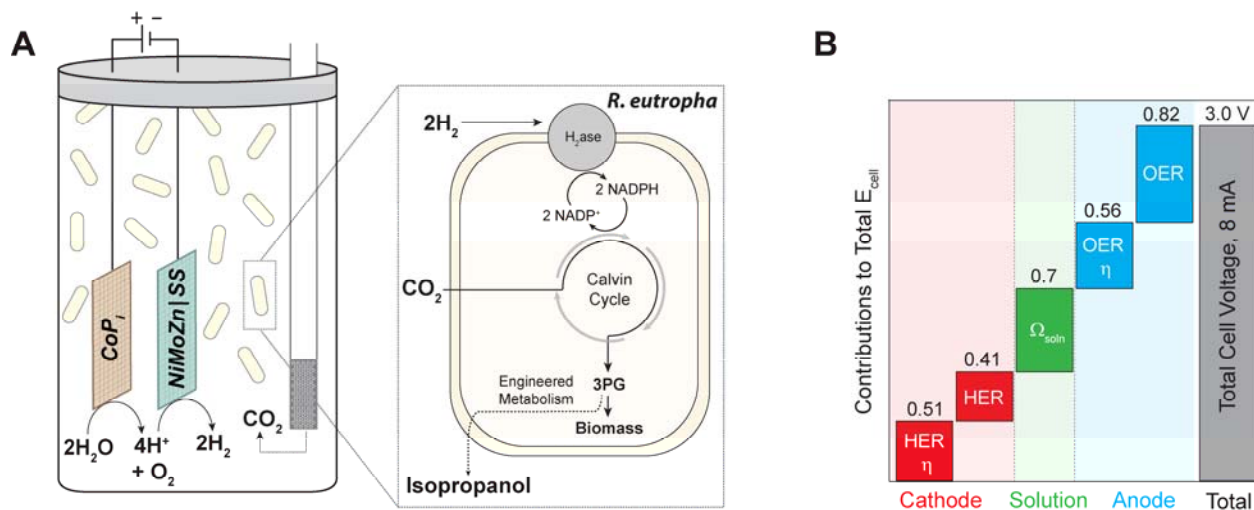 A
+ −
CoPi
NiMoZn|SS
2H₂O
4H⁺
+ O₂
2H₂
CO₂
R. eutropha
2H₂
H₂ase
2 NADPH
2 NADP⁺
CO₂
Calvin
Cycle
Engineered
Metabolism
3PG
Biomass
Isopropanol
B
Contributions to Total E_cell
0.51
HER
η
0.41
HER
0.7
Ω_soln
0.56
OER
η
0.82
OER
3.0 V
Total Cell Voltage, 8 mA
Cathode
Solution
Anode
Total